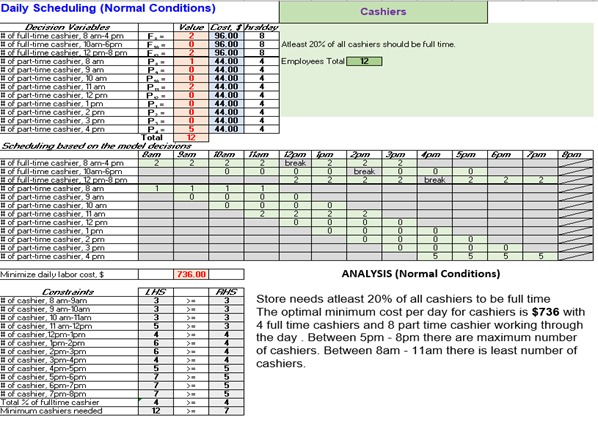 Daily Scheduling (Normal Conditions)
Cashiers
Decision Variables Value Cost, $ hrs/day
# of full-time cashier, 8 am-4 pm F₈ₐ = 2 96.00 8
# of full-time cashier, 10am-6pm 0 96.00 8
# of full-time cashier, 12 pm-8 pm 2 96.00 8
# of part-time cashier, 8 am 1 44.00 4
# of part-time cashier, 9 am 0 44.00 4
# of part-time cashier, 10 am 0 44.00 4
# of part-time cashier, 11 am 2 44.00 4
# of part-time cashier, 12 pm 0 44.00 4
# of part-time cashier, 1 pm 0 44.00 4
# of part-time cashier, 2 pm 0 44.00 4
# of part-time cashier, 3 pm 0 44.00 4
# of part-time cashier, 4 pm 5 44.00 4
Total 12
Atleast 20% of all cashiers should be full time.
Employees Total 12
Scheduling based on the model decisions
8am 9am 10am 11am 12pm 1pm 2pm 3pm 4pm 5pm 6pm 7pm 8pm
# of full-time cashier, 8 am-4 pm 2 2 2 2 break 2 2 2
# of full-time cashier, 10am-6pm 0 0 0 0 break 0 0 0
# of full-time cashier, 12 pm-8 pm 2 2 2 2 break 2 2 2
# of part-time cashier, 8 am 1 1 1 1
# of part-time cashier, 9 am 0 0 0 0
# of part-time cashier, 10 am 0 0 0 0
# of part-time cashier, 11 am 2 2 2 2
# of part-time cashier, 12 pm 0 0 0 0
# of part-time cashier, 1 pm 0 0 0 0
# of part-time cashier, 2 pm 0 0 0 0
# of part-time cashier, 3 pm 0 0 0 0
# of part-time cashier, 4 pm 5 5 5 5
Minimize daily labor cost, $ 736.00
Constraints LHS RHS
# of cashier, 8 am-9am 3 >= 3
# of cashier, 9 am-10am 3 >= 3
# of cashier, 10 am-11am 3 >= 3
# of cashier, 11 am-12pm 5 >= 3
# of cashier, 12pm-1pm 4 >= 4
# of cashier, 1pm-2pm 6 >= 4
# of cashier, 2pm-3pm 6 >= 4
# of cashier, 3pm-4pm 4 >= 4
# of cashier, 4pm-5pm 5 >= 5
# of cashier, 5pm-6pm 7 >= 5
# of cashier, 6pm-7pm 7 >= 5
# of cashier, 7pm-8pm 7 >= 5
Total % of fulltime cashier 4 >= 4
Minimum cashiers needed 12 >= 7
ANALYSIS (Normal Conditions)
Store needs atleast 20% of all cashiers to be full time
The optimal minimum cost per day for cashiers is $736 with
4 full time cashiers and 8 part time cashier working through
the day . Between 5pm - 8pm there are maximum number
of cashiers. Between 8am - 11am there is least number of
cashiers.